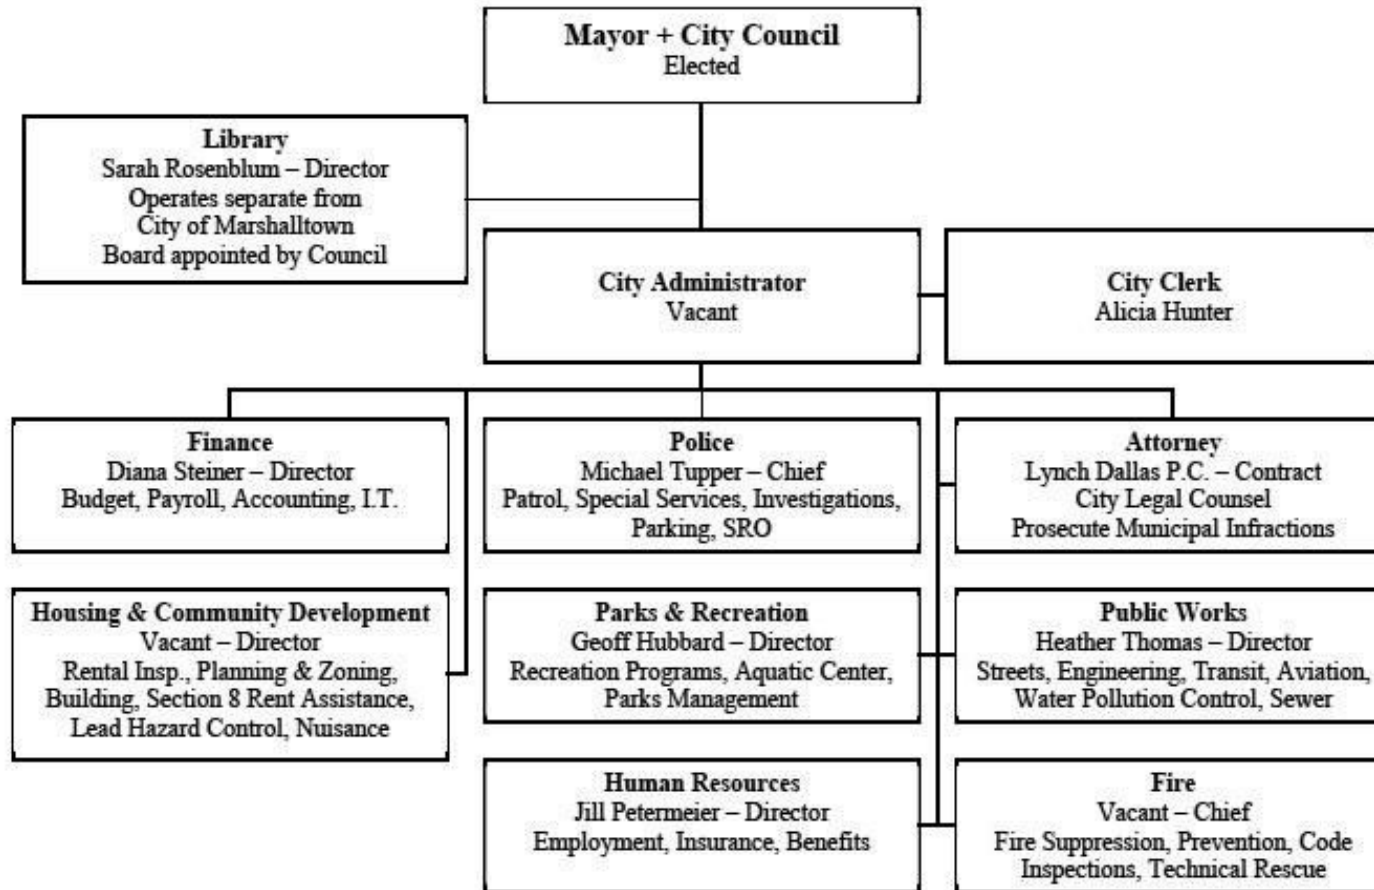 Mayor + City Council
Elected
Library
Sarah Rosenblum – Director
Operates separate from
City of Marshalltown
Board appointed by Council
City Administrator
Vacant
City Clerk
Alicia Hunter
Finance
Diana Steiner – Director
Budget, Payroll, Accounting, I.T.
Police
Michael Tupper – Chief
Patrol, Special Services, Investigations,
Parking, SRO
Attorney
Lynch Dallas P.C. – Contract
City Legal Counsel
Prosecute Municipal Infractions
Housing & Community Development
Vacant – Director
Rental Insp., Planning & Zoning,
Building, Section 8 Rent Assistance,
Lead Hazard Control, Nuisance
Parks & Recreation
Geoff Hubbard – Director
Recreation Programs, Aquatic Center,
Parks Management
Public Works
Heather Thomas – Director
Streets, Engineering, Transit, Aviation,
Water Pollution Control, Sewer
Human Resources
Jill Petermeier – Director
Employment, Insurance, Benefits
Fire
Vacant – Chief
Fire Suppression, Prevention, Code
Inspections, Technical Rescue